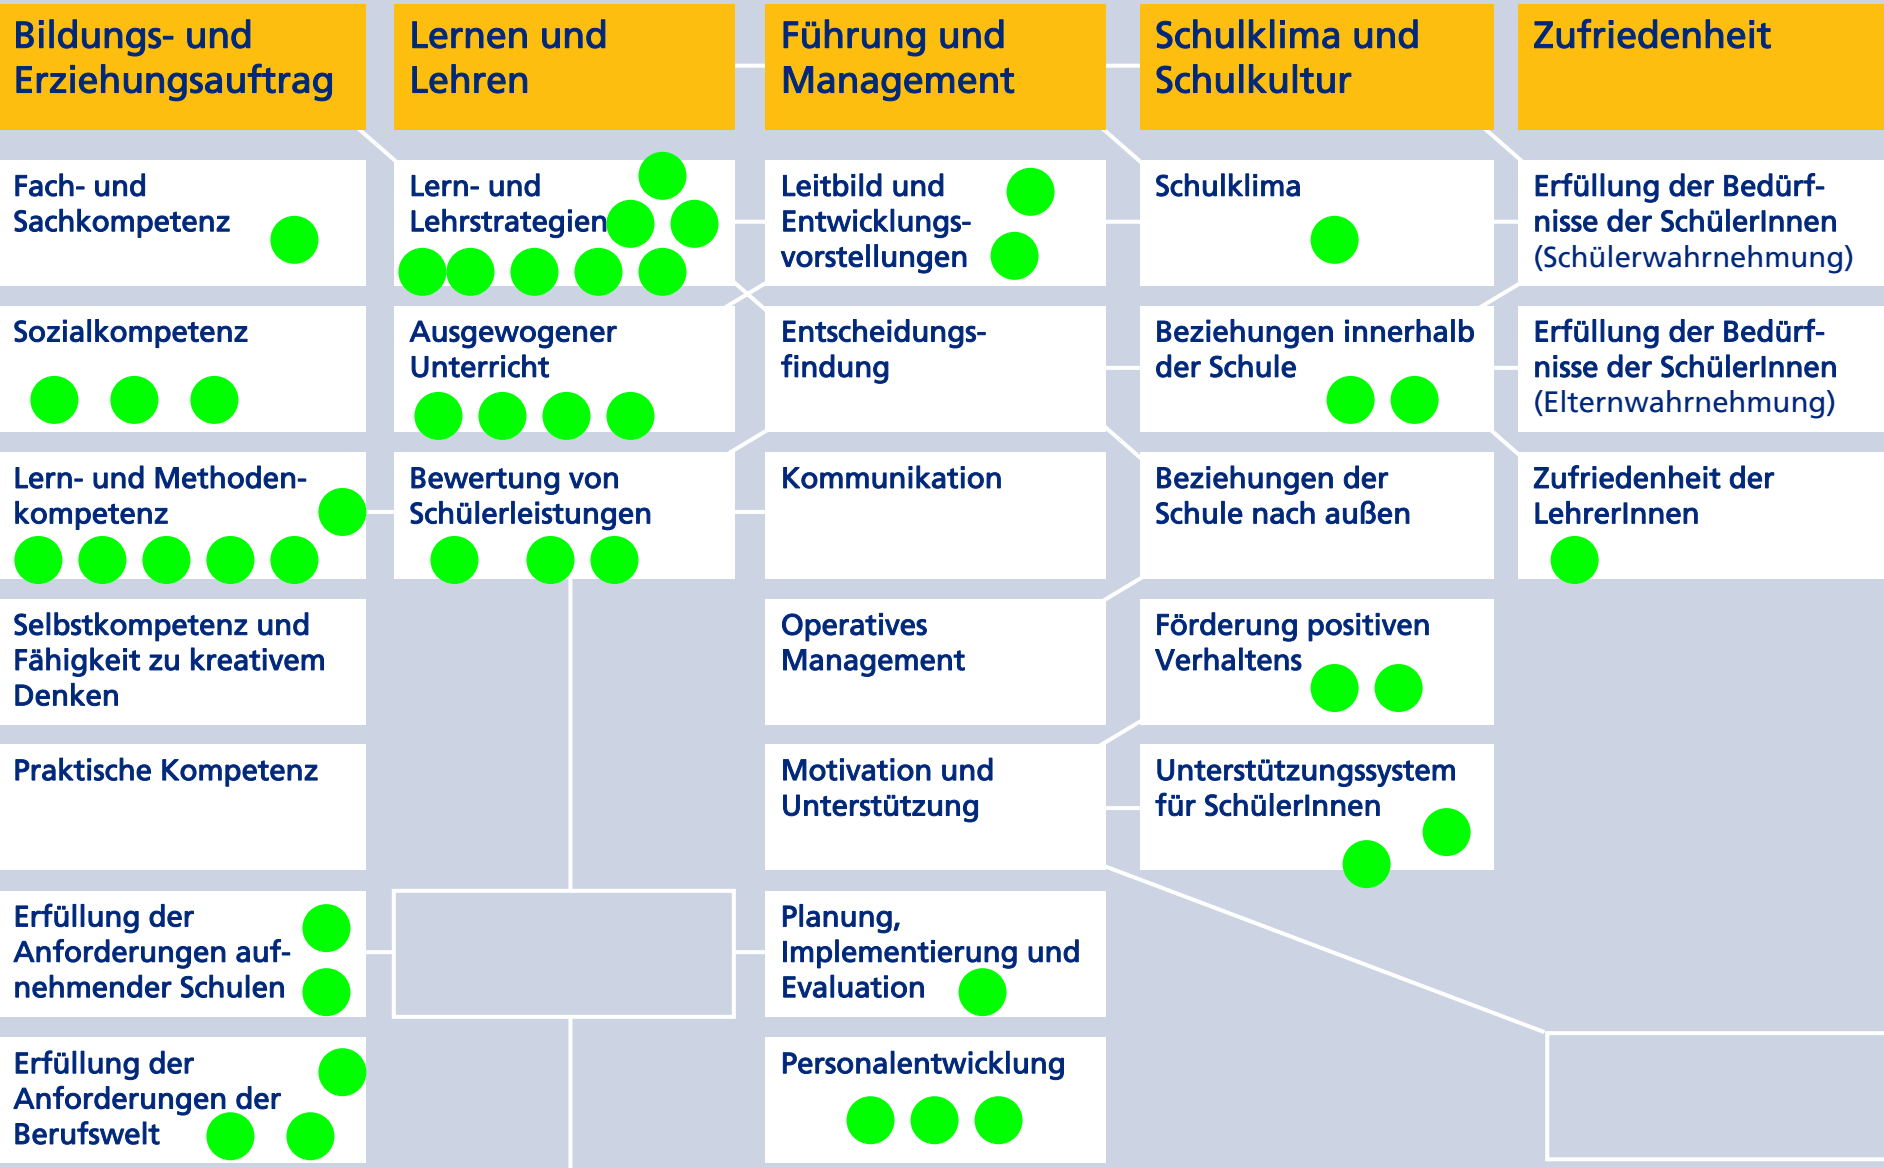 Bildungs- und
Erziehungsauftrag
Fach- und
Sachkompetenz
Sozialkompetenz
Lern- und Methoden-
kompetenz
Selbstkompetenz und
Fähigkeit zu kreativem
Denken
Praktische Kompetenz
Erfüllung der
Anforderungen auf-
nehmender Schulen
Erfüllung der
Anforderungen der
Berufswelt
Lernen und
Lehren
Lern- und
Lehrstrategien
Ausgewogener
Unterricht
Bewertung von
Schülerleistungen
Führung und
Management
Leitbild und
Entwicklungs-
vorstellungen
Entscheidungs-
findung
Kommunikation
Operatives
Management
Motivation und
Unterstützung
Planung,
Implementierung und
Evaluation
Personalentwicklung
Schulklima und
Schulkultur
Schulklima
Beziehungen innerhalb
der Schule
Beziehungen der
Schule nach außen
Förderung positiven
Verhaltens
Unterstützungssystem
für SchülerInnen
Zufriedenheit
Erfüllung der Bedürf-
nisse der SchülerInnen
(Schülerwahrnehmung)
Erfüllung der Bedürf-
nisse der SchülerInnen
(Elternwahrnehmung)
Zufriedenheit der
LehrerInnen